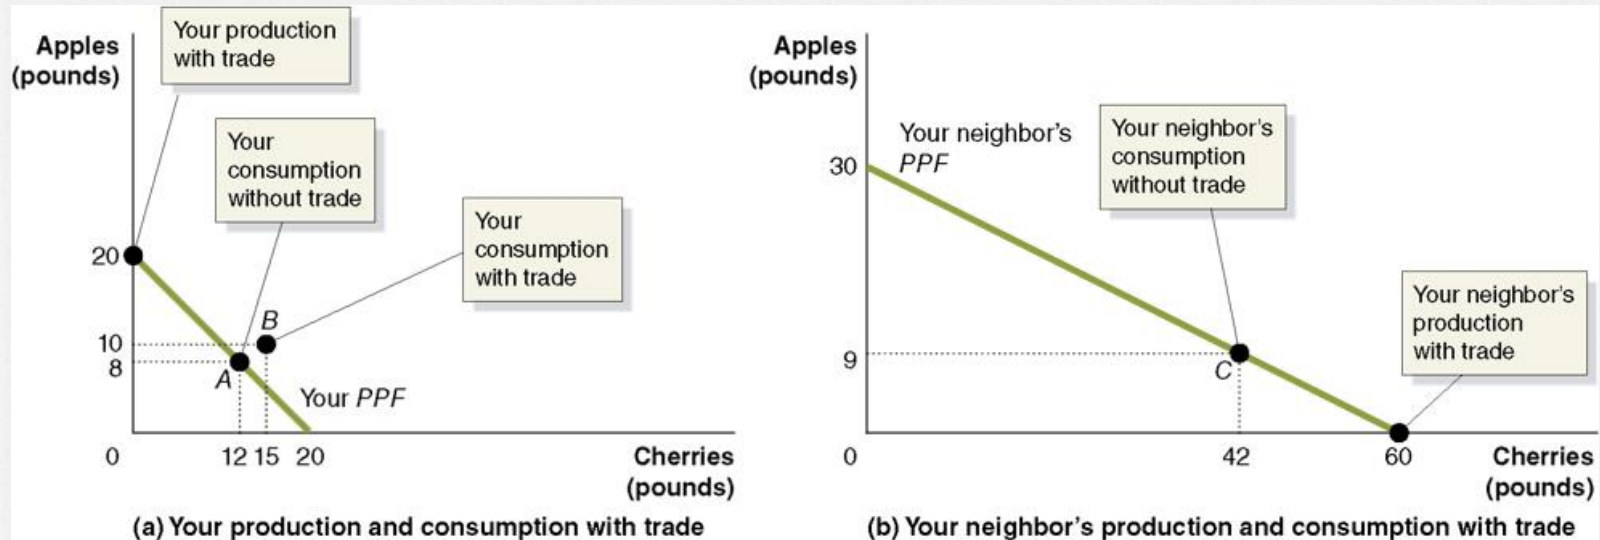 Apples
(pounds)
Your production
with trade
Your
consumption
without trade
Your
consumption
with trade
20
10
8
B
A
Your PPF
0
12
15
20
Cherries
(pounds)
(a) Your production and consumption with trade
Apples
(pounds)
Your neighbor's
PPF
Your neighbor's
consumption
without trade
Your neighbor's
production
with trade
30
9
C
0
42
60
Cherries
(pounds)
(b) Your neighbor's production and consumption with trade